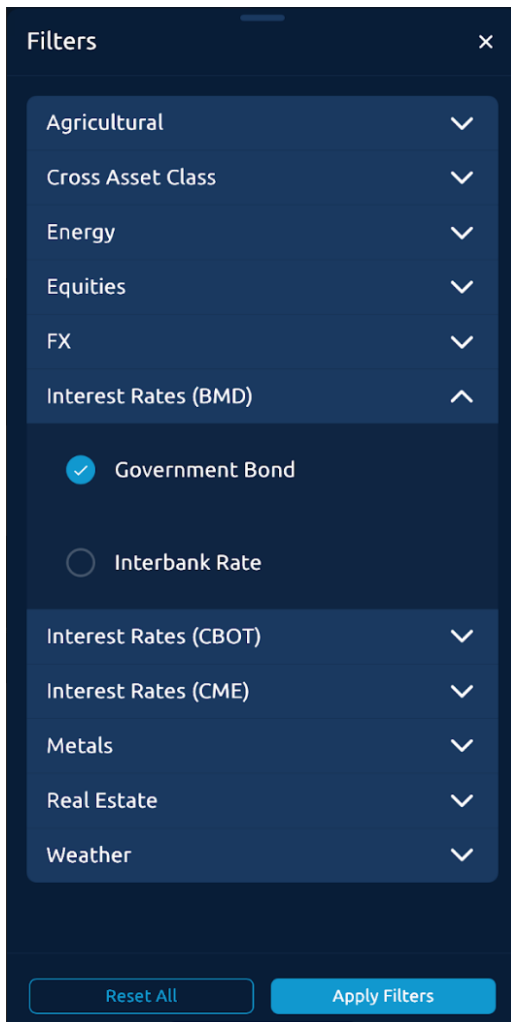 Filters
Agricultural
Cross Asset Class
Energy
Equities
FX
Interest Rates (BMD)
Government Bond
Interbank Rate
Interest Rates (CBOT)
Interest Rates (CME)
Metals
Real Estate
Weather
Reset All
Apply Filters